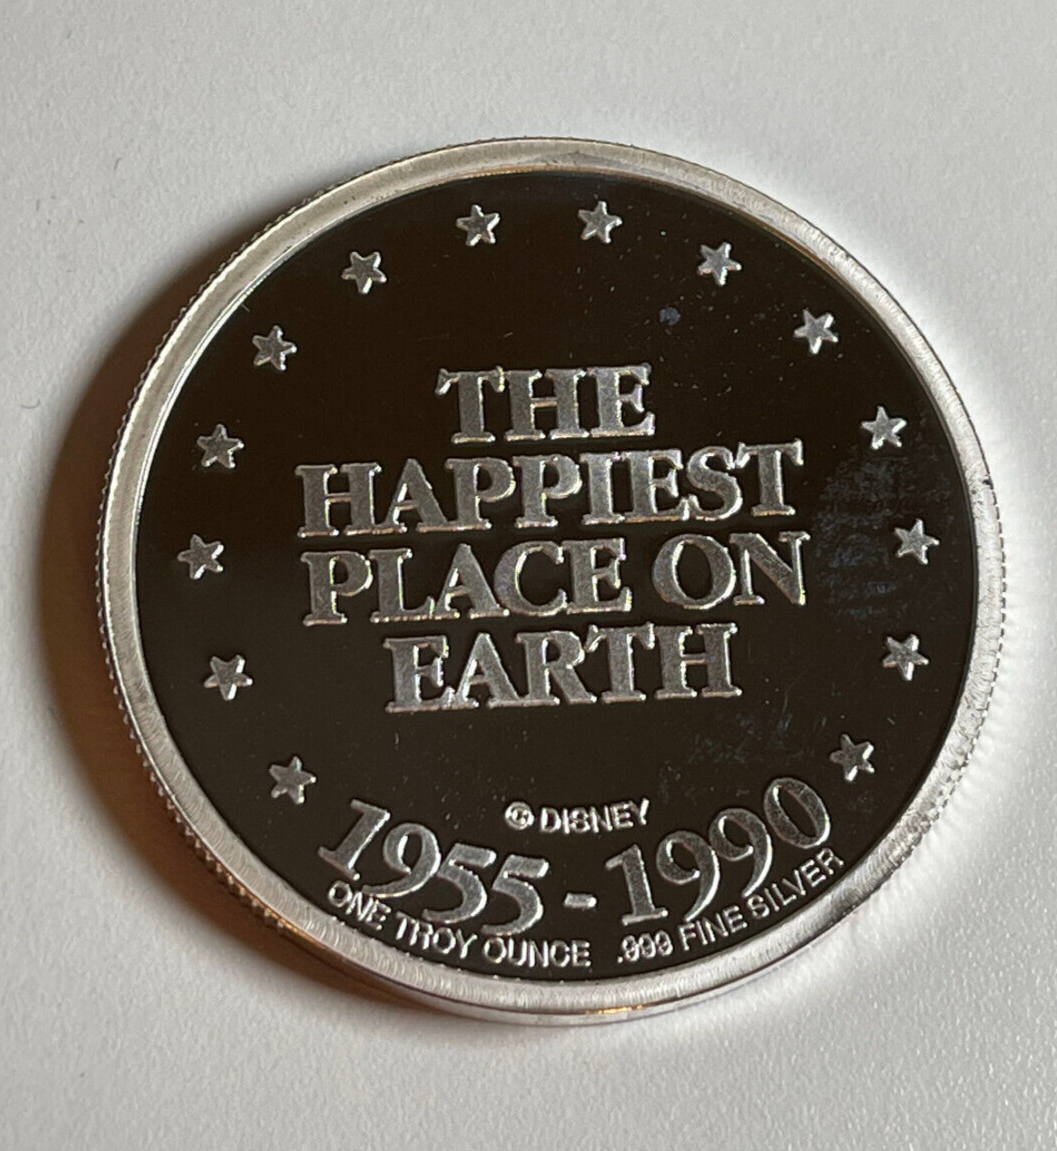 THE
HAPPIEST
PLACE ON
EARTH
© DISNEY
1955-1990
ONE TROY OUNCE .999 FINE SILVER